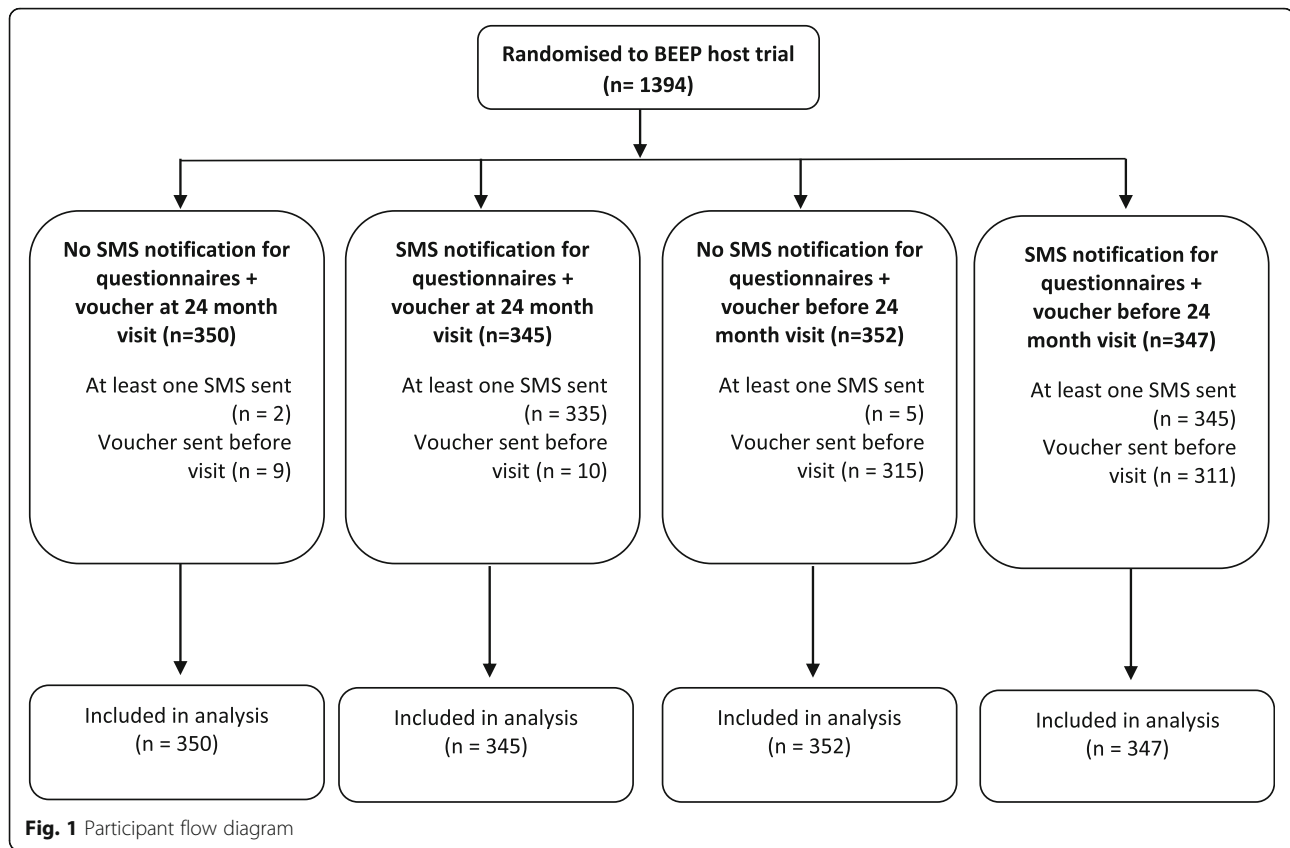 Randomised to BEEP host trial
(n= 1394)
No SMS notification for
questionnaires +
voucher at 24 month
visit (n=350)
At least one SMS sent
(n = 2)
Voucher sent before
visit (n = 9)
SMS notification for
questionnaires +
voucher at 24 month
visit (n=345)
At least one SMS sent
(n = 335)
Voucher sent before
visit (n = 10)
No SMS notification for
questionnaires +
voucher before 24
month visit (n=352)
At least one SMS sent
(n = 5)
Voucher sent before
visit (n = 315)
SMS notification for
questionnaires +
voucher before 24
month visit (n=347)
At least one SMS sent
(n = 345)
Voucher sent before
visit (n = 311)
Included in analysis
(n = 350)
Included in analysis
(n = 345)
Included in analysis
(n = 352)
Included in analysis
(n = 347)
Fig. 1 Participant flow diagram